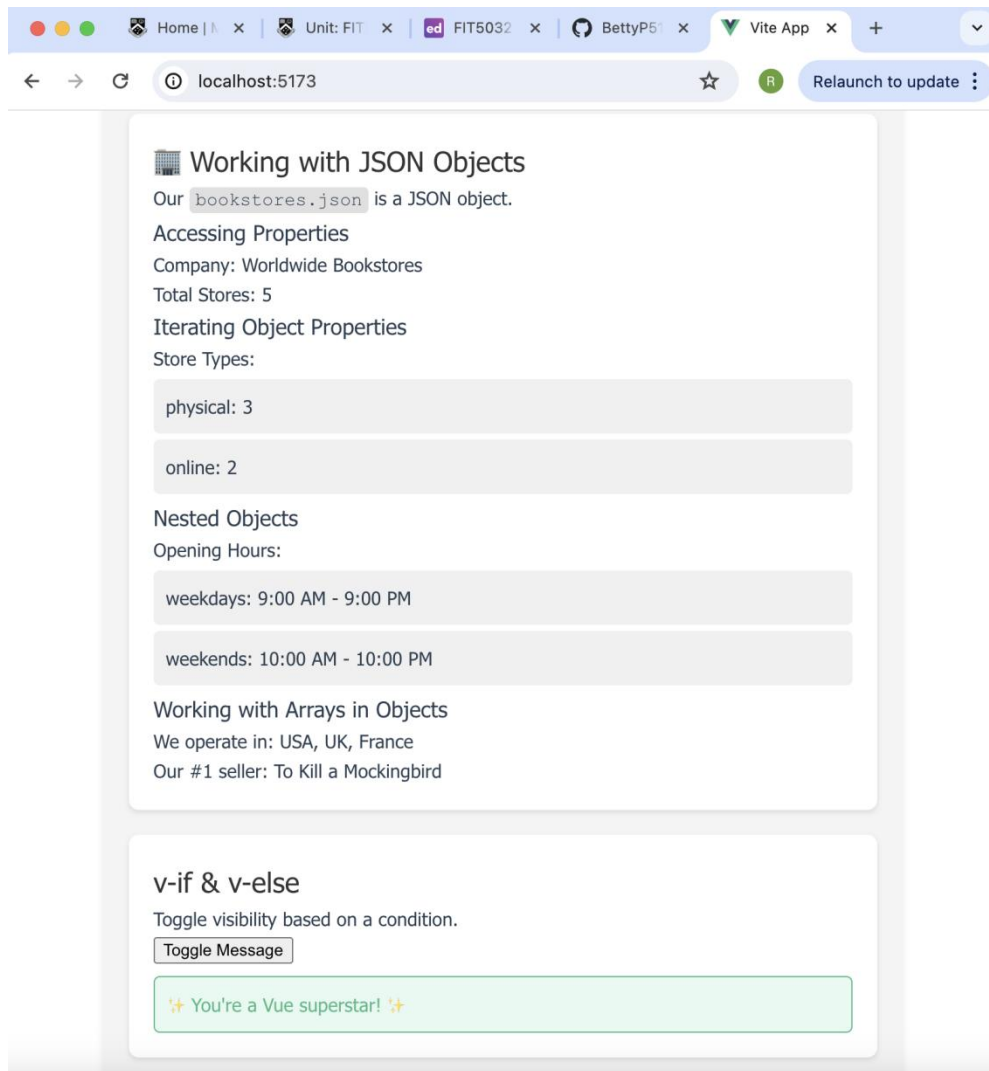 Home | M
Unit: FIT
ed FIT5032
BettyP51
Vite App
localhost:5173
R
Relaunch to update
Working with JSON Objects
Our bookstores.json is a JSON object.
Accessing Properties
Company: Worldwide Bookstores
Total Stores: 5
Iterating Object Properties
Store Types:
physical: 3
online: 2
Nested Objects
Opening Hours:
weekdays: 9:00 AM - 9:00 PM
weekends: 10:00 AM - 10:00 PM
Working with Arrays in Objects
We operate in: USA, UK, France
Our #1 seller: To Kill a Mockingbird
v-if & v-else
Toggle visibility based on a condition.
Toggle Message
✨ You're a Vue superstar! ✨